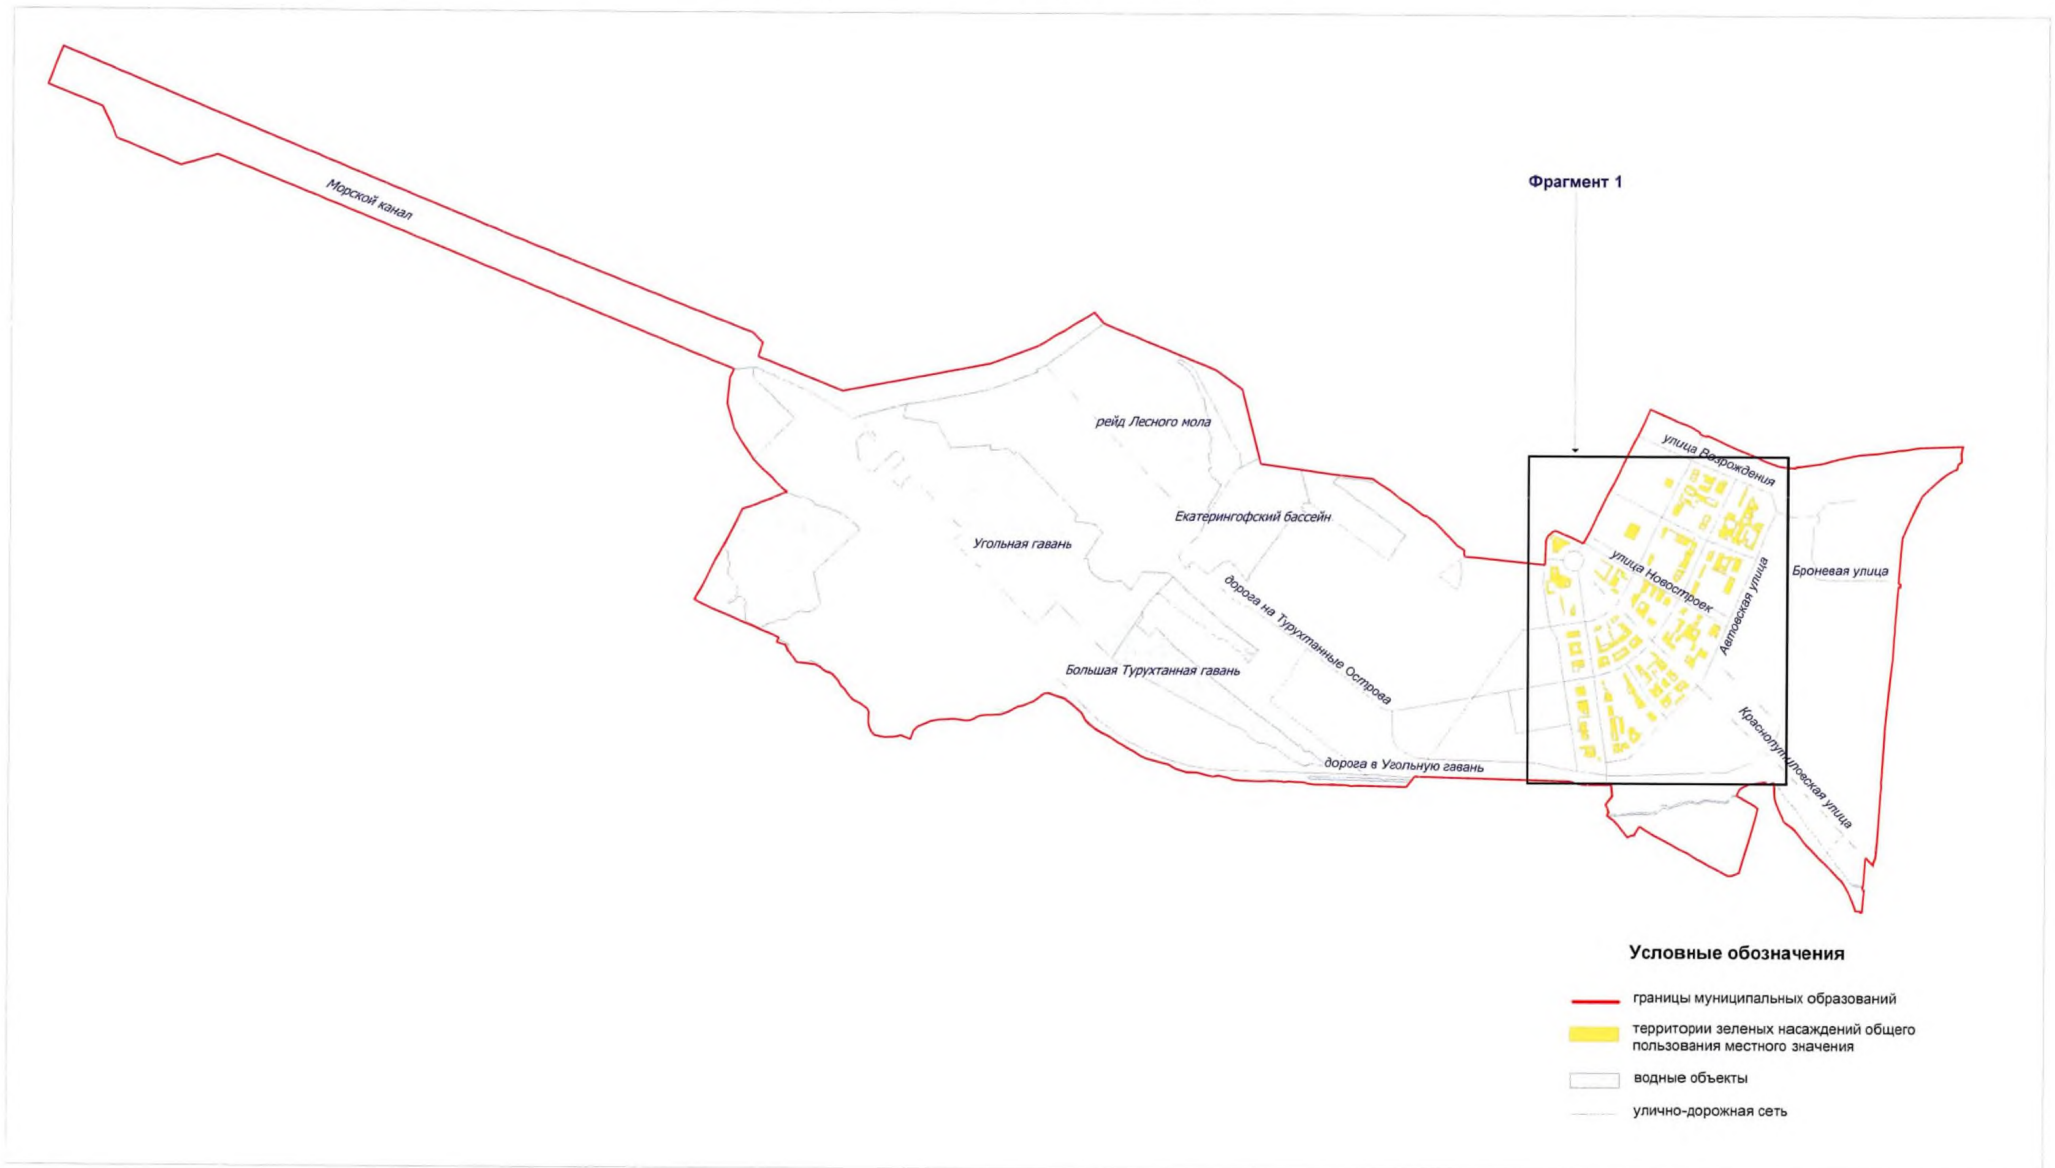 Фрагмент 1
Морской канал
рейд Лесного мола
улица Возрождения
Екатерингофский бассейн
Угольная гавань
улица Новостроек
Броневая улица
Автовская улица
дорога на Турухтанные Острова
Большая Турухтанная гавань
Краснопутиловская улица
дорога в Угольную гавань
Условные обозначения
границы муниципальных образований
территории зеленых насаждений общего
пользования местного значения
водные объекты
улично-дорожная сеть